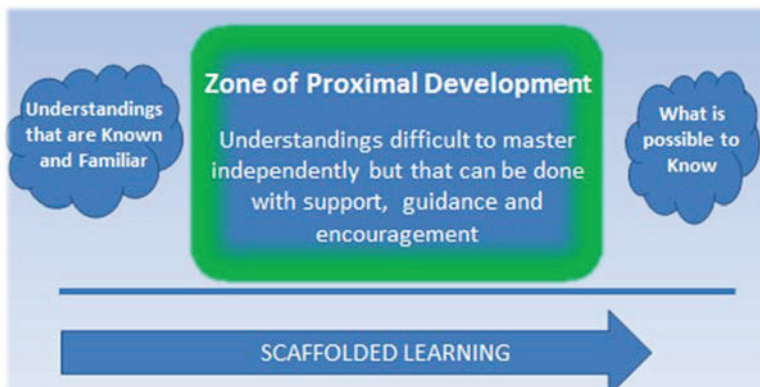 Understandings
that are Known
and Familiar
Zone of Proximal Development
Understandings difficult to master
independently but that can be done
with support, guidance and
encouragement
What is
possible to
Know
SCAFFOLDED LEARNING